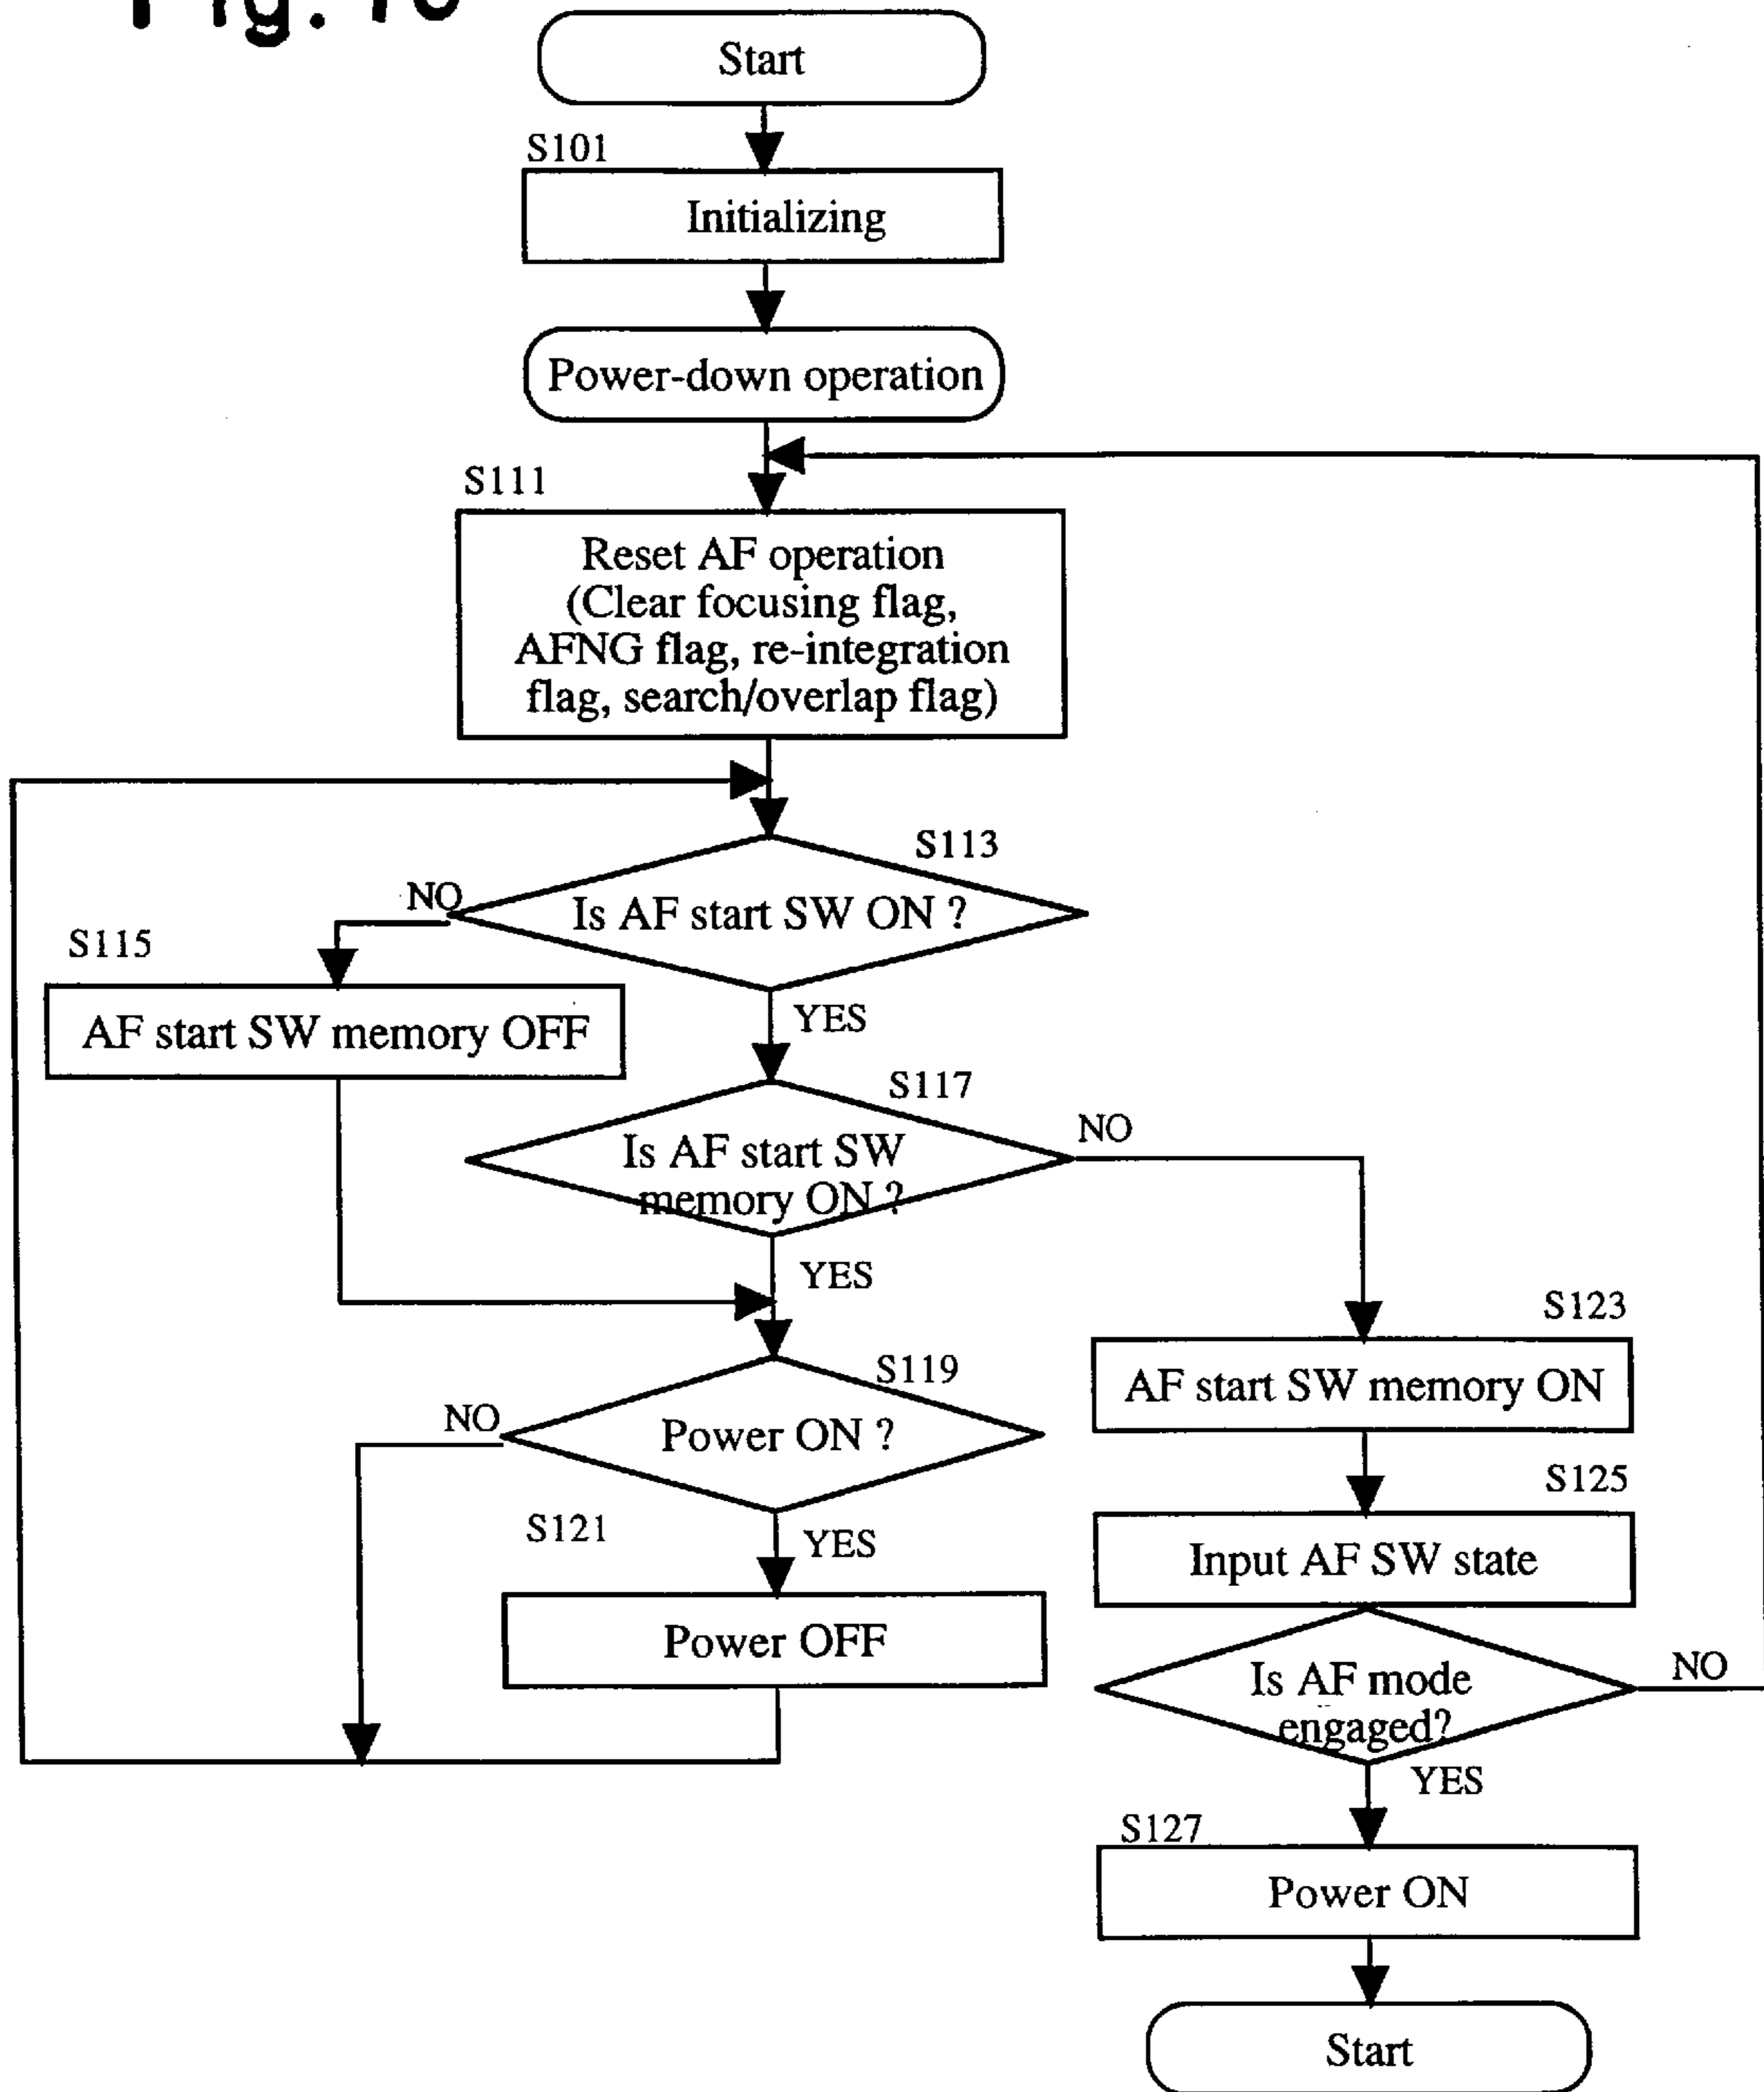 Start
S101
Initializing
Power-down operation
S111
Reset AF operation
(Clear focusing flag,
AFNG flag, re-integration
flag, search/overlap flag)
S113
NO
Is AF start SW ON ?
S115
YES
AF start SW memory OFF
S117
NO
Is AF start SW
memory ON ?
YES
S123
S119
AF start SW memory ON
NO
Power ON ?
S125
S121
YES
Input AF SW state
Power OFF
NO
Is AF mode
engaged?
YES
S127
Power ON
Start